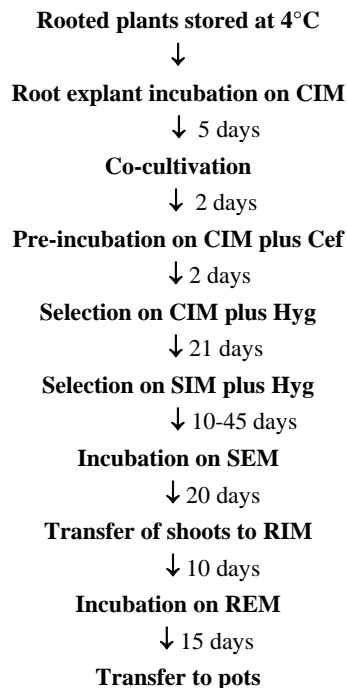 Rooted plants stored at 4°C
↓
Root explant incubation on CIM
↓ 5 days
Co-cultivation
↓ 2 days
Pre-incubation on CIM plus Cef
↓ 2 days
Selection on CIM plus Hyg
↓ 21 days
Selection on SIM plus Hyg
↓ 10-45 days
Incubation on SEM
↓ 20 days
Transfer of shoots to RIM
↓ 10 days
Incubation on REM
↓ 15 days
Transfer to pots